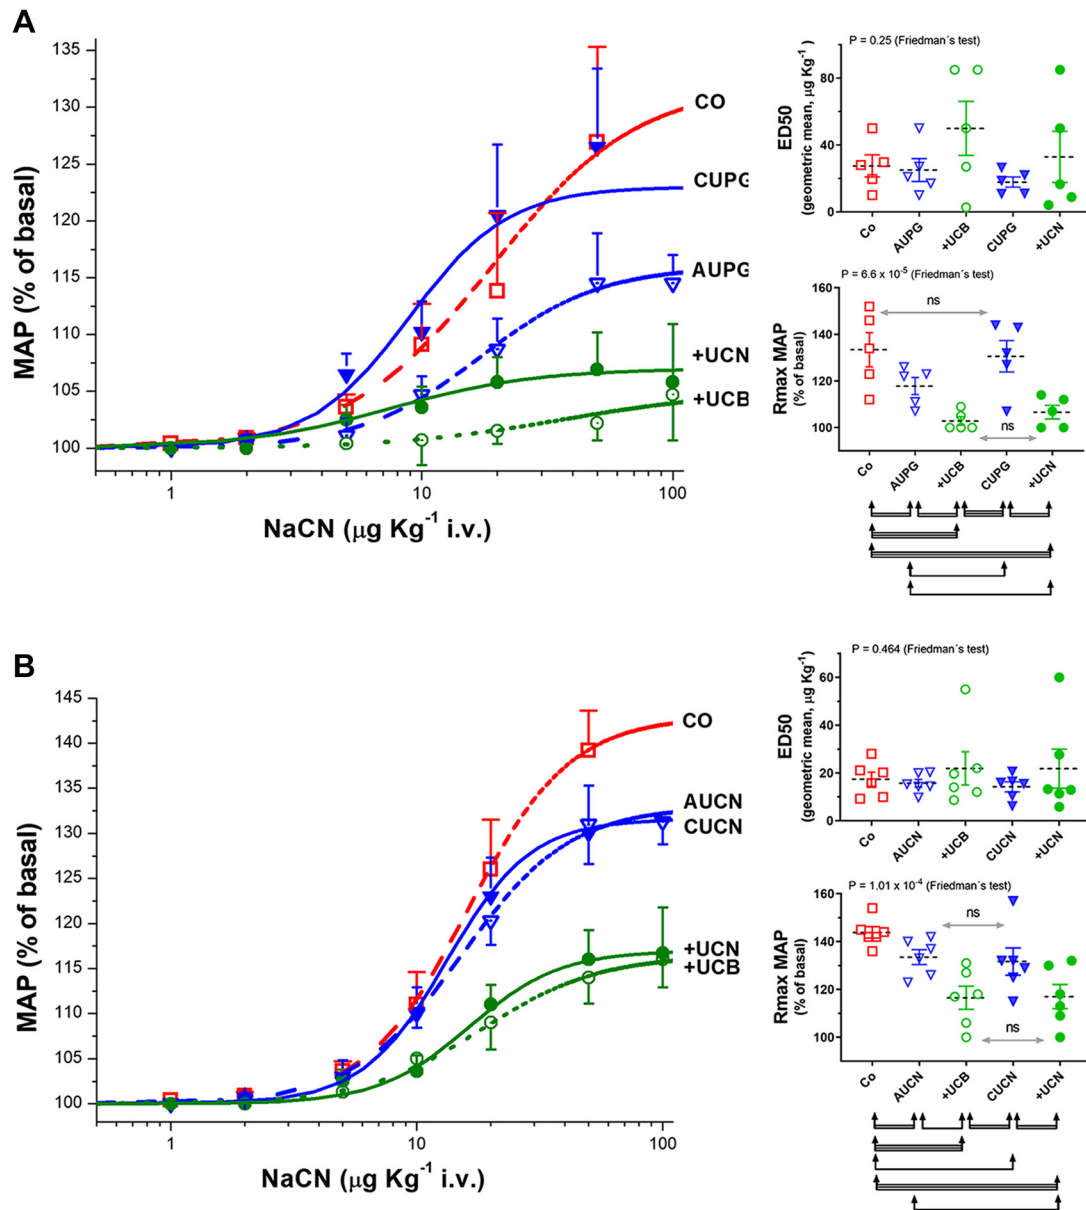 A
MAP (% of basal)
135
130
125
120
115
110
105
100
CO
CUPG
AUPG
+UCN
+UCB
1
10
100
NaCN (μg Kg⁻¹ i.v.)
P = 0.25 (Friedman´s test)
ED50
(geometric mean, μg Kg⁻¹)
80
40
0
Co
AUPG
+UCB
CUPG
+UCN
P = 6.6 x 10⁻⁵ (Friedman´s test)
Rmax MAP
(% of basal)
160
140
120
100
ns
ns
Co
AUPG
+UCB
CUPG
+UCN
B
MAP (% of basal)
145
140
135
130
125
120
115
110
105
100
CO
AUCN
CUCN
+UCN
+UCB
1
10
100
NaCN (μg Kg⁻¹ i.v.)
P = 0.464 (Friedman´s test)
ED50
(geometric mean, μg Kg⁻¹)
60
40
20
0
Co
AUCN
+UCB
CUCN
+UCN
P = 1.01 x 10⁻⁴ (Friedman´s test)
Rmax MAP
(% of basal)
160
140
120
100
ns
ns
Co
AUCN
+UCB
CUCN
+UCN